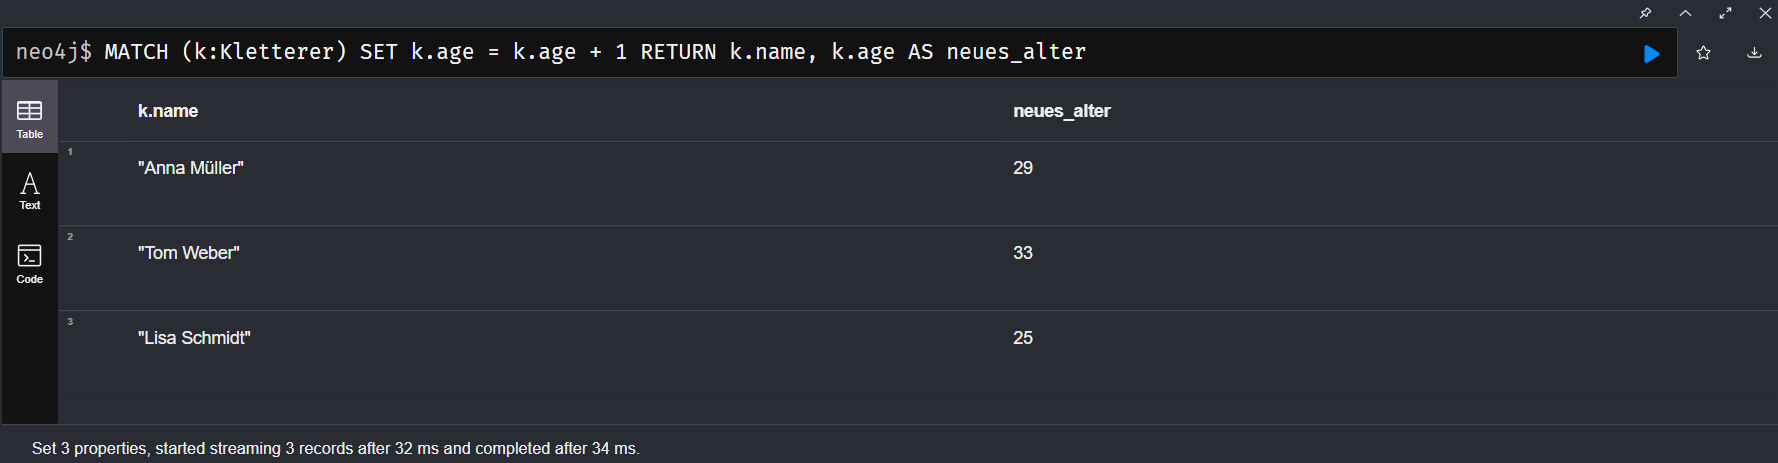 neo4j$ MATCH (k:Kletterer) SET k.age = k.age + 1 RETURN k.name, k.age AS neues_alter
Table
Text
Code
k.name neues_alter
1 "Anna Müller" 29
2 "Tom Weber" 33
3 "Lisa Schmidt" 25
Set 3 properties, started streaming 3 records after 32 ms and completed after 34 ms.